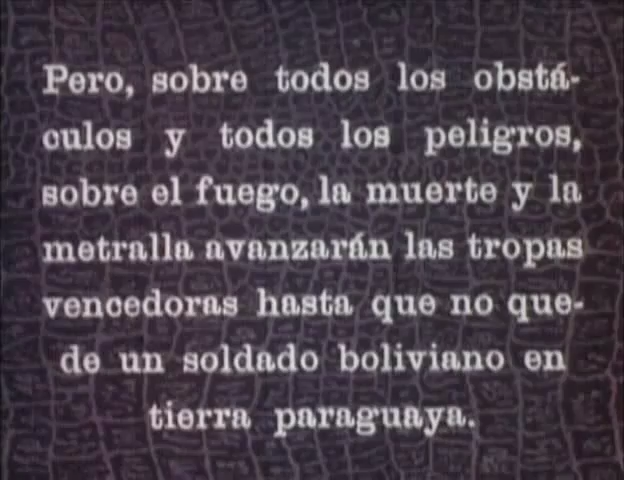 Pero, sobre todos los obstá-
culos y todos los peligros,
sobre el fuego, la muerte y la
metralla avanzarán las tropas
vencedoras hasta que no que-
de un soldado boliviano en
tierra paraguaya.